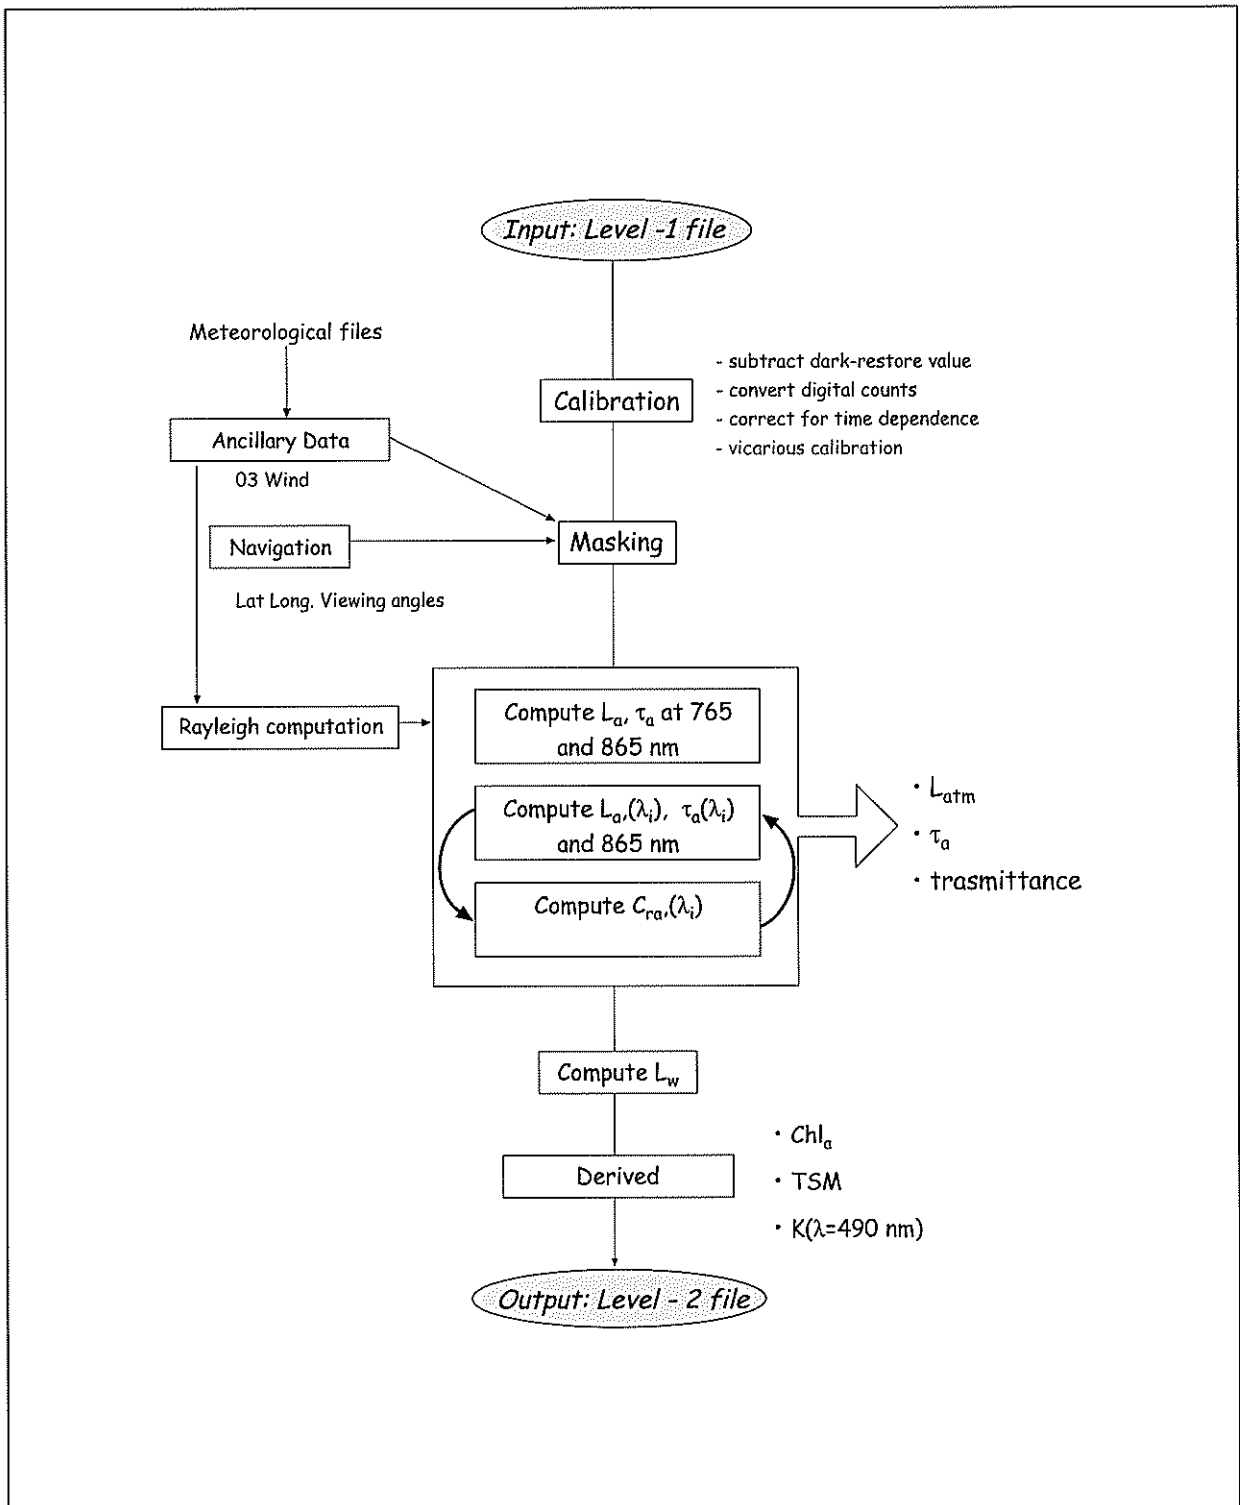 Input: Level -1 file
Meteorological files
- subtract dark-restore value
- convert digital counts
- correct for time dependence
- vicarious calibration
Calibration
Ancillary Data
03 Wind
Navigation
Masking
Lat Long. Viewing angles
Rayleigh computation
Compute Lₐ, τₐ at 765
and 865 nm
Compute Lₐ,(λᵢ), τₐ(λᵢ)
and 865 nm
Compute Cᵣₐ,(λᵢ)
· Lₐₜₘ
· τₐ
· trasmittance
Compute L_w
Derived
· Chlₐ
· TSM
· K(λ=490 nm)
Output: Level - 2 file